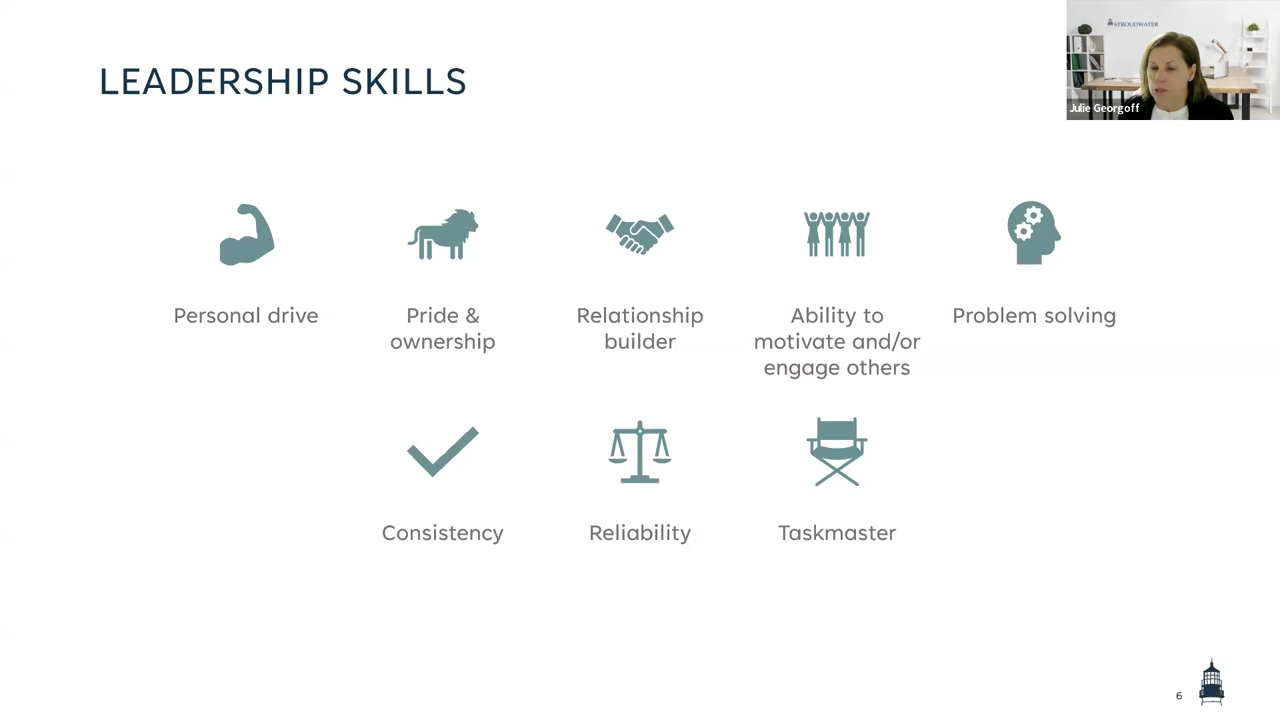 STROUDWATER
Julie Georgoff
LEADERSHIP SKILLS
Personal drive
Pride &
ownership
Relationship
builder
Ability to
motivate and/or
engage others
Problem solving
Consistency
Reliability
Taskmaster
6